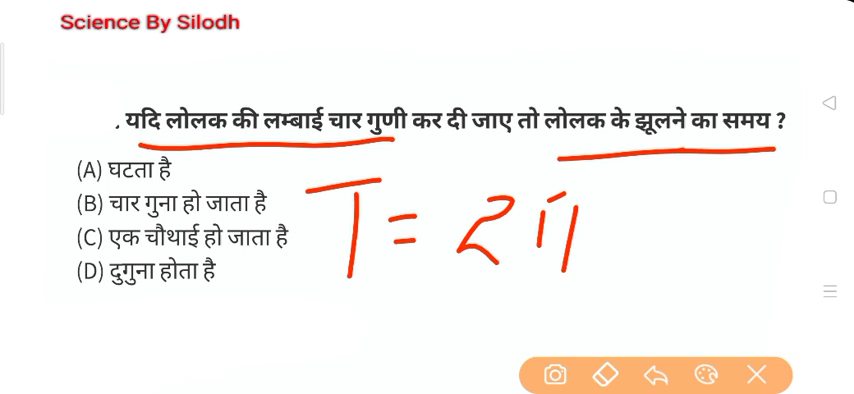 Science By Silodh
. यदि लोलक की लम्बाई चार गुणी कर दी जाए तो लोलक के झूलने का समय ?
(A) घटता है
(B) चार गुना हो जाता है
(C) एक चौथाई हो जाता है
(D) दुगुना होता है
T = 2π